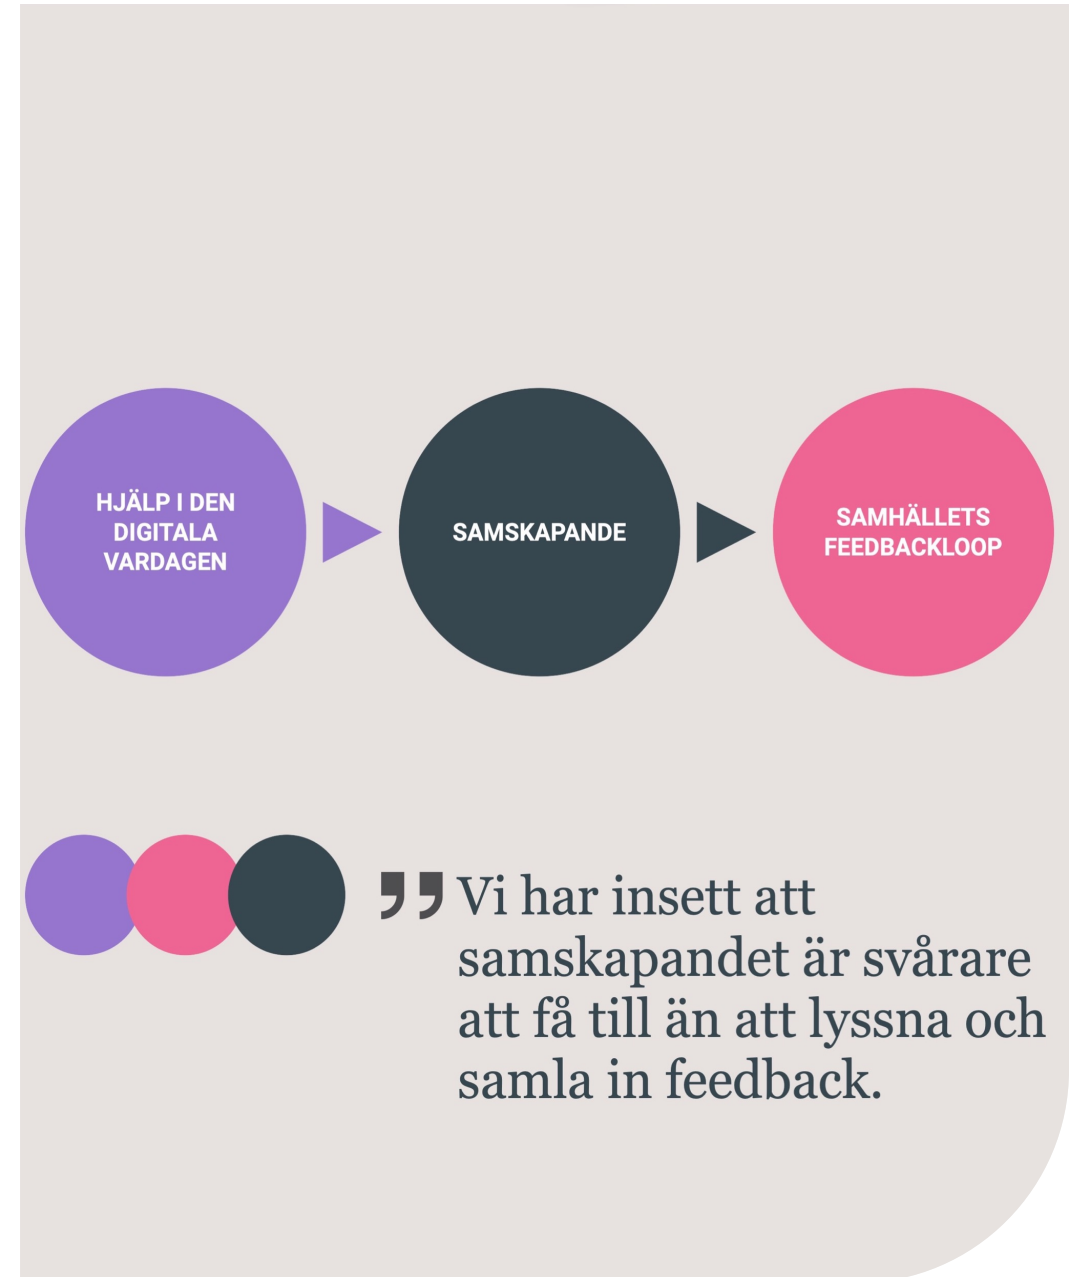 HJÄLP I DEN
DIGITALA
VARDAGEN
SAMSKAPANDE
SAMHÄLLETS
FEEDBACKLOOP
”Vi har insett att
samskapandet är svårare
att få till än att lyssna och
samla in feedback.